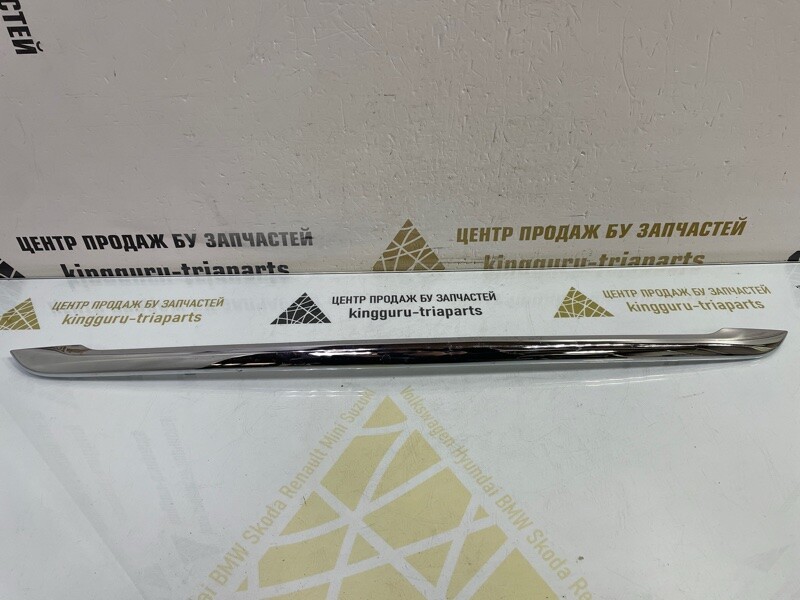 СТЕЙ
ЦЕНТР ПРОДАЖ БУ ЗАПЧАСТЕЙ
kingguru-triaparts
ЦЕНТР ПРОДАЖ БУ ЗАПЧАСТЕЙ
kingguru-triaparts
ЦЕНТР ПРОДАЖ БУ ЗАПЧАСТЕЙ
kingguru-triaparts
ЦЕНТР ПРОДАЖ БУ ЗАПЧАСТЕЙ
kingguru-triaparts
ЦЕНТР ПРОДАЖ БУ ЗАПЧАСТЕЙ
kingguru-triaparts
BMW Skoda Renault Mini Suzuki
Volkswagen Hyundai BMW Skoda Renault